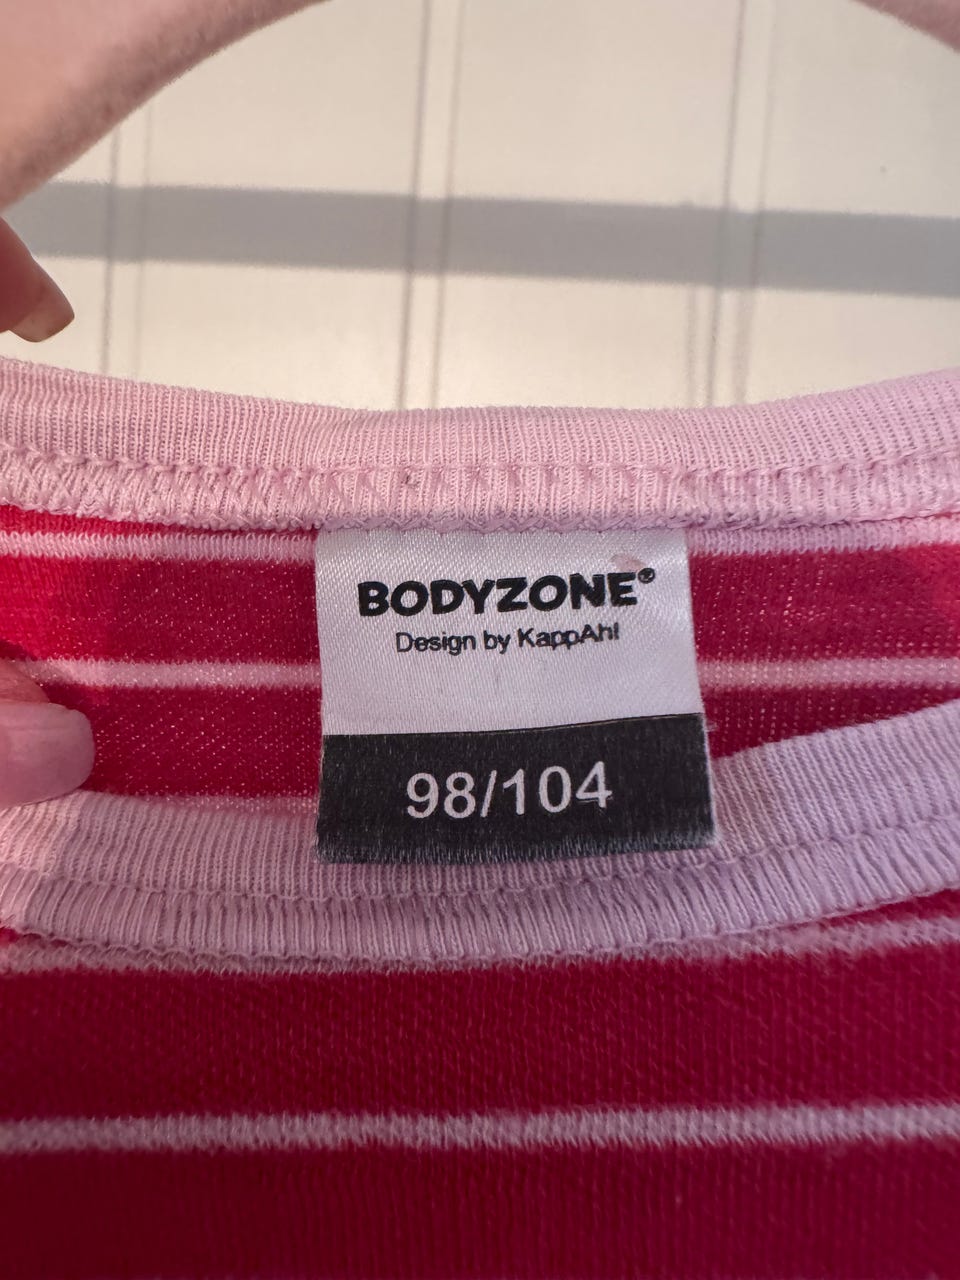 BODYZONE®
Design by KappAhl
98/104